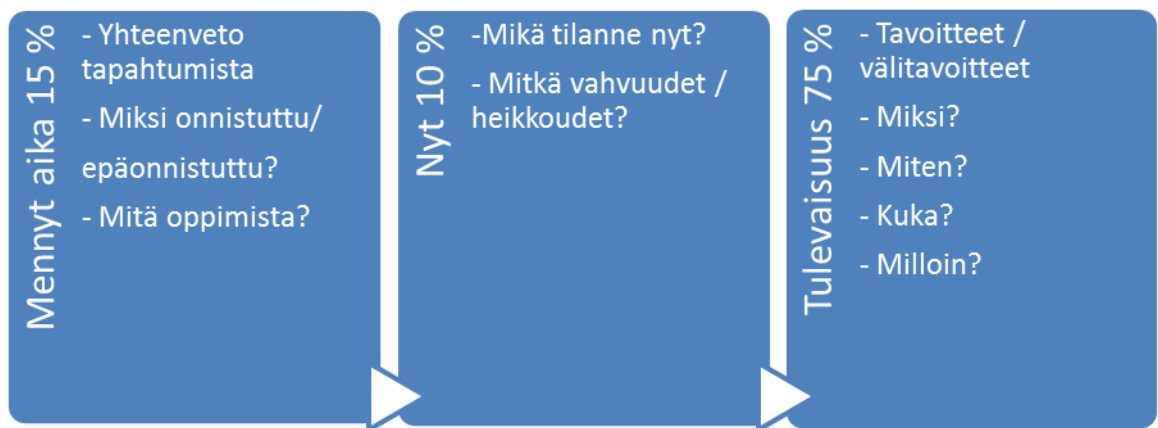 Mennyt aika 15 %
- Yhteenveto
tapahtumista
- Miksi onnistuttu/
epäonnistuttu?
- Mitä oppimista?
Nyt 10 %
-Mikä tilanne nyt?
- Mitkä vahvuudet /
heikkoudet?
Tulevaisuus 75 %
- Tavoitteet /
välitavoitteet
- Miksi?
- Miten?
- Kuka?
- Milloin?